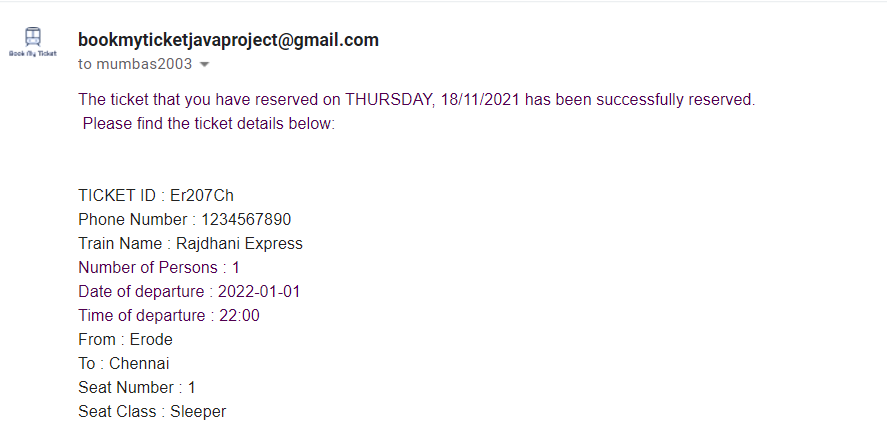 Book My Ticket
bookmyticketjavaproject@gmail.com
to mumbas2003
The ticket that you have reserved on THURSDAY, 18/11/2021 has been successfully reserved.
Please find the ticket details below:
TICKET ID : Er207Ch
Phone Number : 1234567890
Train Name : Rajdhani Express
Number of Persons : 1
Date of departure : 2022-01-01
Time of departure : 22:00
From : Erode
To : Chennai
Seat Number : 1
Seat Class : Sleeper